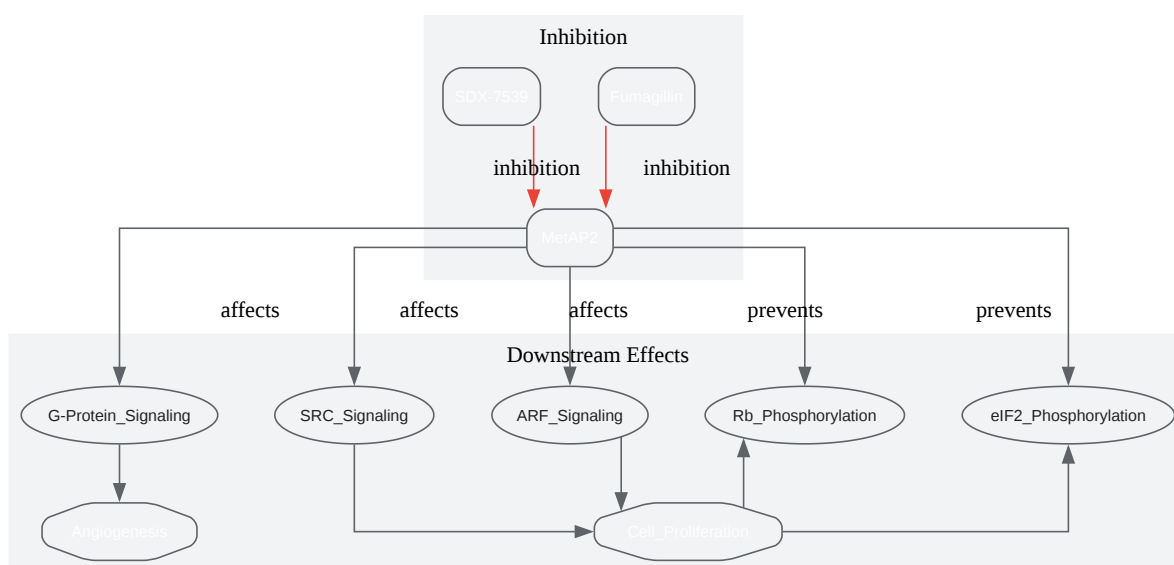 Inhibition
SDX-7539
Fumagillin
inhibition
inhibition
MetAP2
affects
affects
affects
prevents
prevents
Downstream Effects
G-Protein_Signaling
SRC_Signaling
ARF_Signaling
Rb_Phosphorylation
eIF2_Phosphorylation
Angiogenesis
Cell_Proliferation